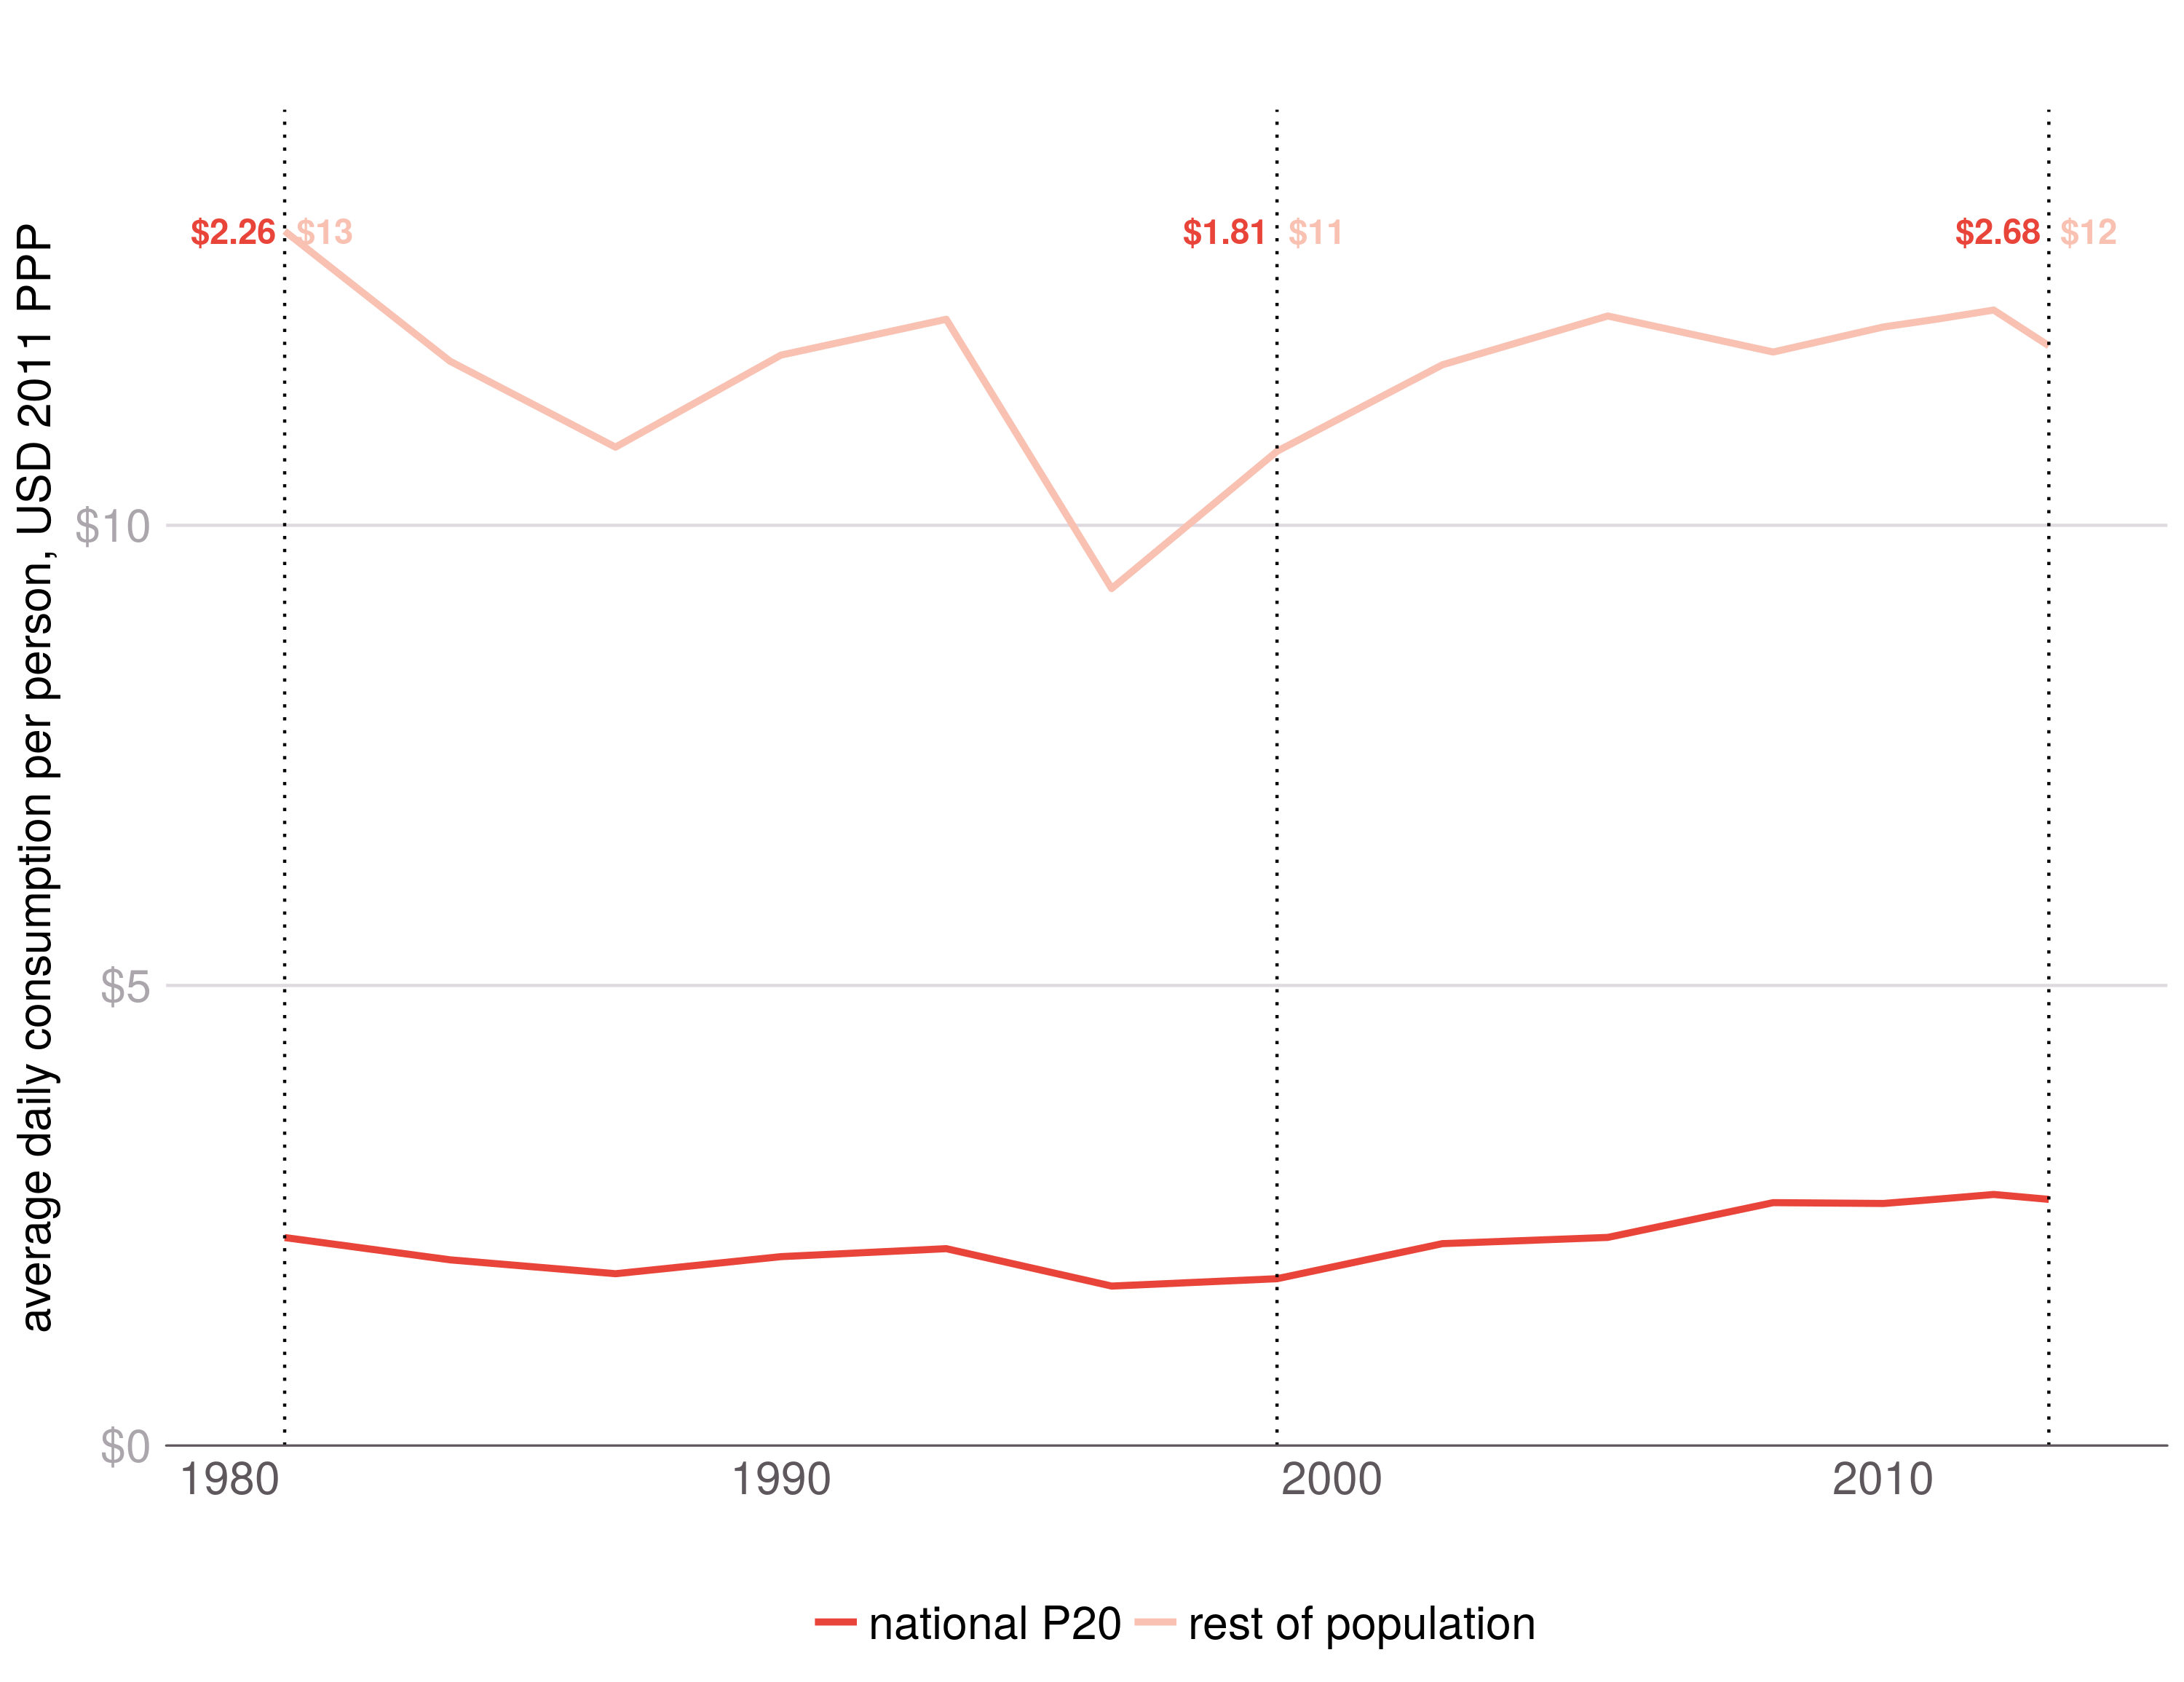 average daily consumption per person, USD 2011 PPP
$2.26 $13
$1.81 $11
$2.68 $12
$10
$5
$0
1980 1990 2000 2010
national P20 rest of population